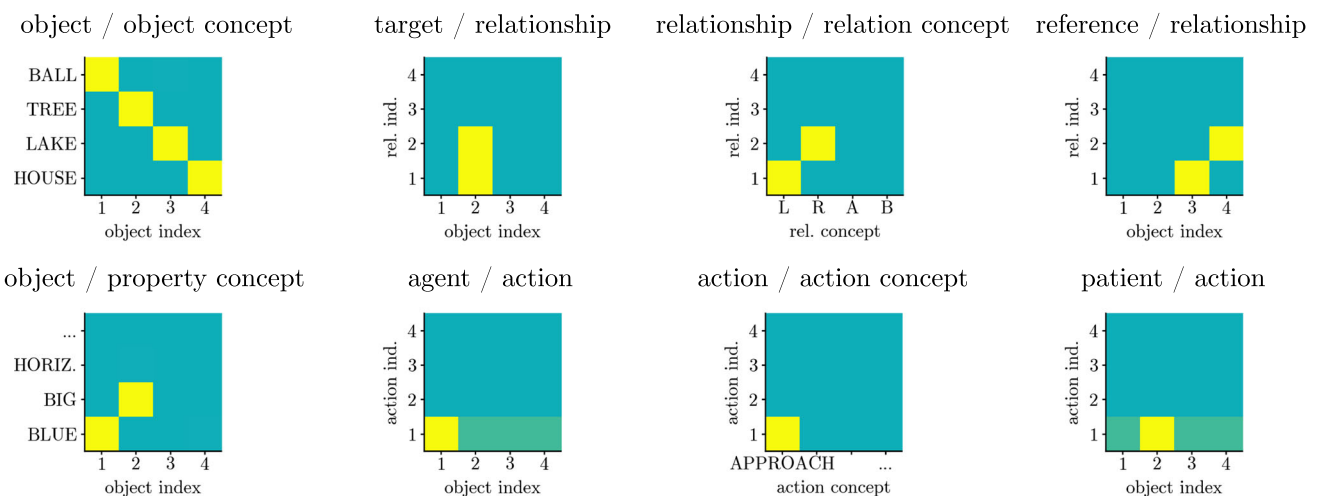 object / object concept
BALL
TREE
LAKE
HOUSE
1 2 3 4
object index
target / relationship
rel. ind.
4
3
2
1
1 2 3 4
object index
relationship / relation concept
rel. ind.
4
3
2
1
L R A B
rel. concept
reference / relationship
rel. ind.
4
3
2
1
1 2 3 4
object index
object / property concept
...
HORIZ.
BIG
BLUE
1 2 3 4
object index
agent / action
action ind.
4
3
2
1
1 2 3 4
object index
action / action concept
action ind.
4
3
2
1
APPROACH ...
action concept
patient / action
action ind.
4
3
2
1
1 2 3 4
object index